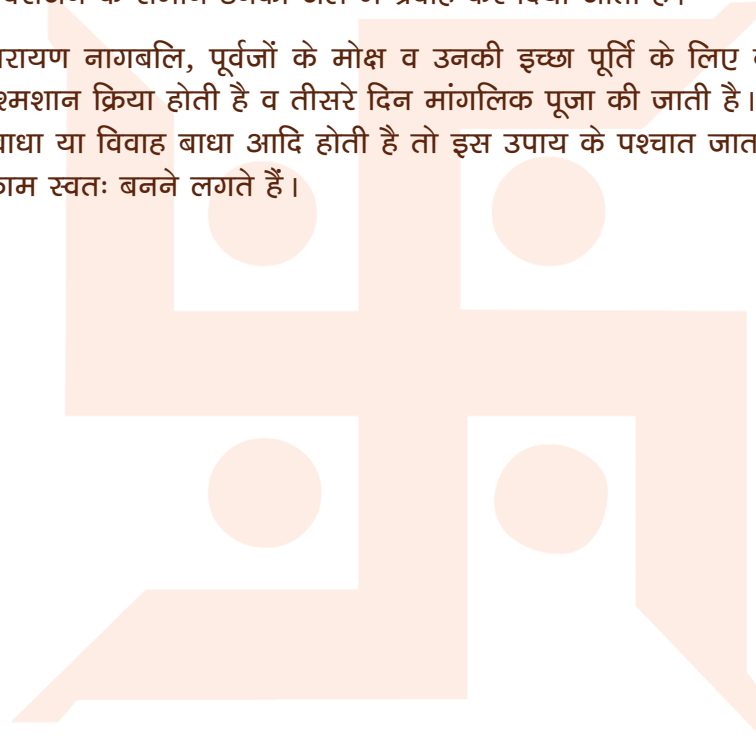 नारायण नागबलि, पूर्वजों के मोक्ष व उनकी इच्छा पूर्ति के लिए
श्मशान क्रिया होती है व तीसरे दिन मांगलिक पूजा की जाती है।
बाधा या विवाह बाधा आदि होती है तो इस उपाय के पश्चात
काम स्वतः बनने लगते हैं।